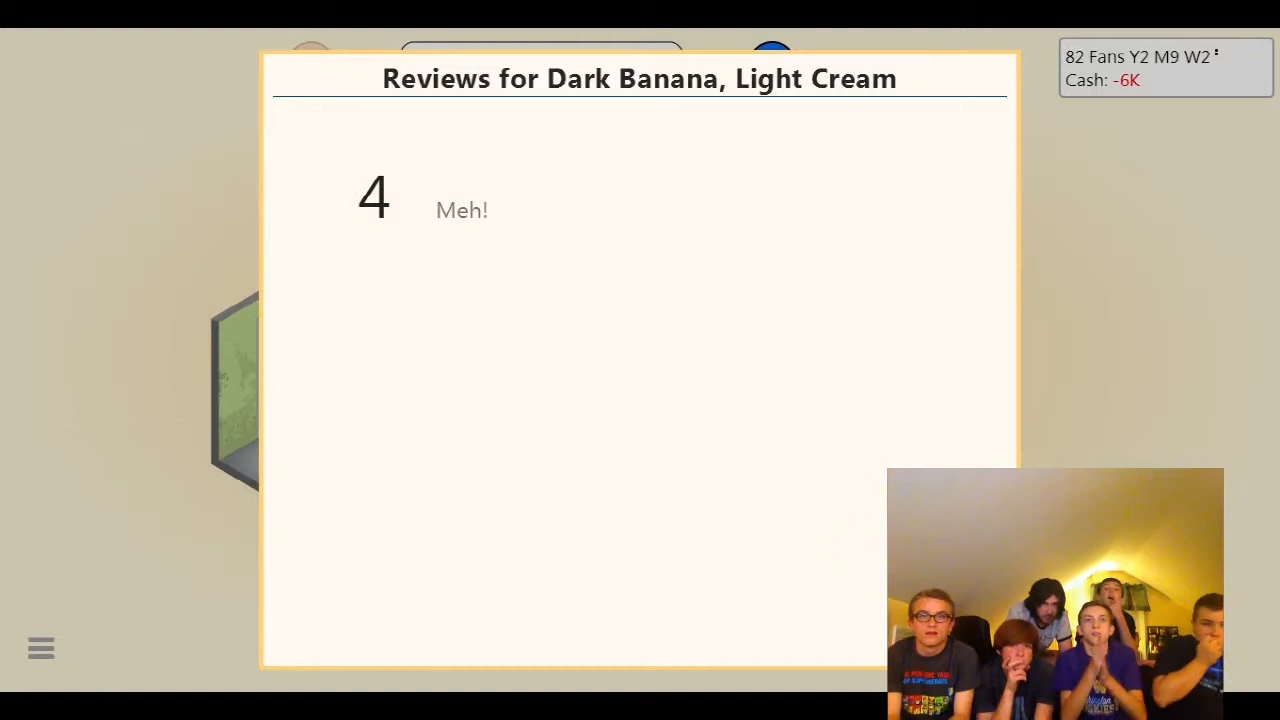 Reviews for Dark Banana, Light Cream
82 Fans Y2 M9 W2
Cash: -6K
4 Meh!